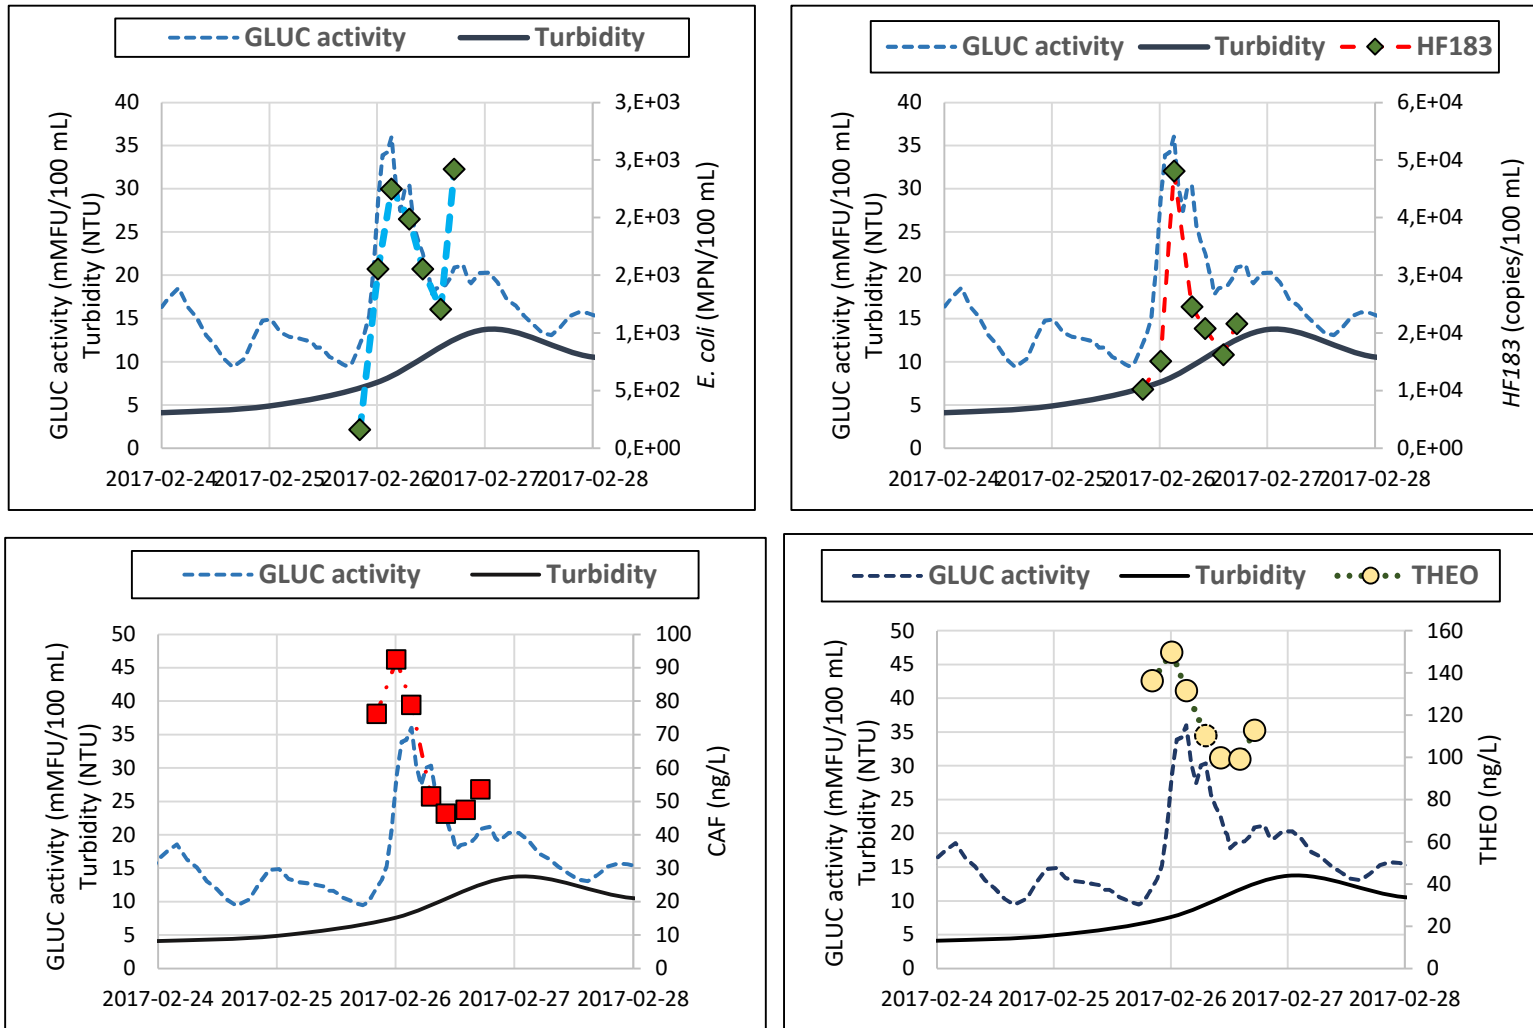 GLUC activity Turbidity
GLUC activity (mMFU/100 mL)
Turbidity (NTU)
40
35
30
25
20
15
10
5
0
3,E+03
3,E+03
2,E+03
2,E+03
1,E+03
5,E+02
0,E+00
E. coli (MPN/100 mL)
2017-02-24 2017-02-25 2017-02-26 2017-02-27 2017-02-28
GLUC activity Turbidity HF183
GLUC activity (mMFU/100 mL)
Turbidity (NTU)
40
35
30
25
20
15
10
5
0
6,E+04
5,E+04
4,E+04
3,E+04
2,E+04
1,E+04
0,E+00
HF183 (copies/100 mL)
2017-02-24 2017-02-25 2017-02-26 2017-02-27 2017-02-28
GLUC activity Turbidity
GLUC activity (mMFU/100 mL)
Turbidity (NTU)
50
45
40
35
30
25
20
15
10
5
0
100
90
80
70
60
50
40
30
20
10
0
CAF (ng/L)
2017-02-24 2017-02-25 2017-02-26 2017-02-27 2017-02-28
GLUC activity Turbidity THEO
GLUC activity (mMFU/100 mL)
Turbidity (NTU)
50
45
40
35
30
25
20
15
10
5
0
160
140
120
100
80
60
40
20
0
THEO (ng/L)
2017-02-24 2017-02-25 2017-02-26 2017-02-27 2017-02-28